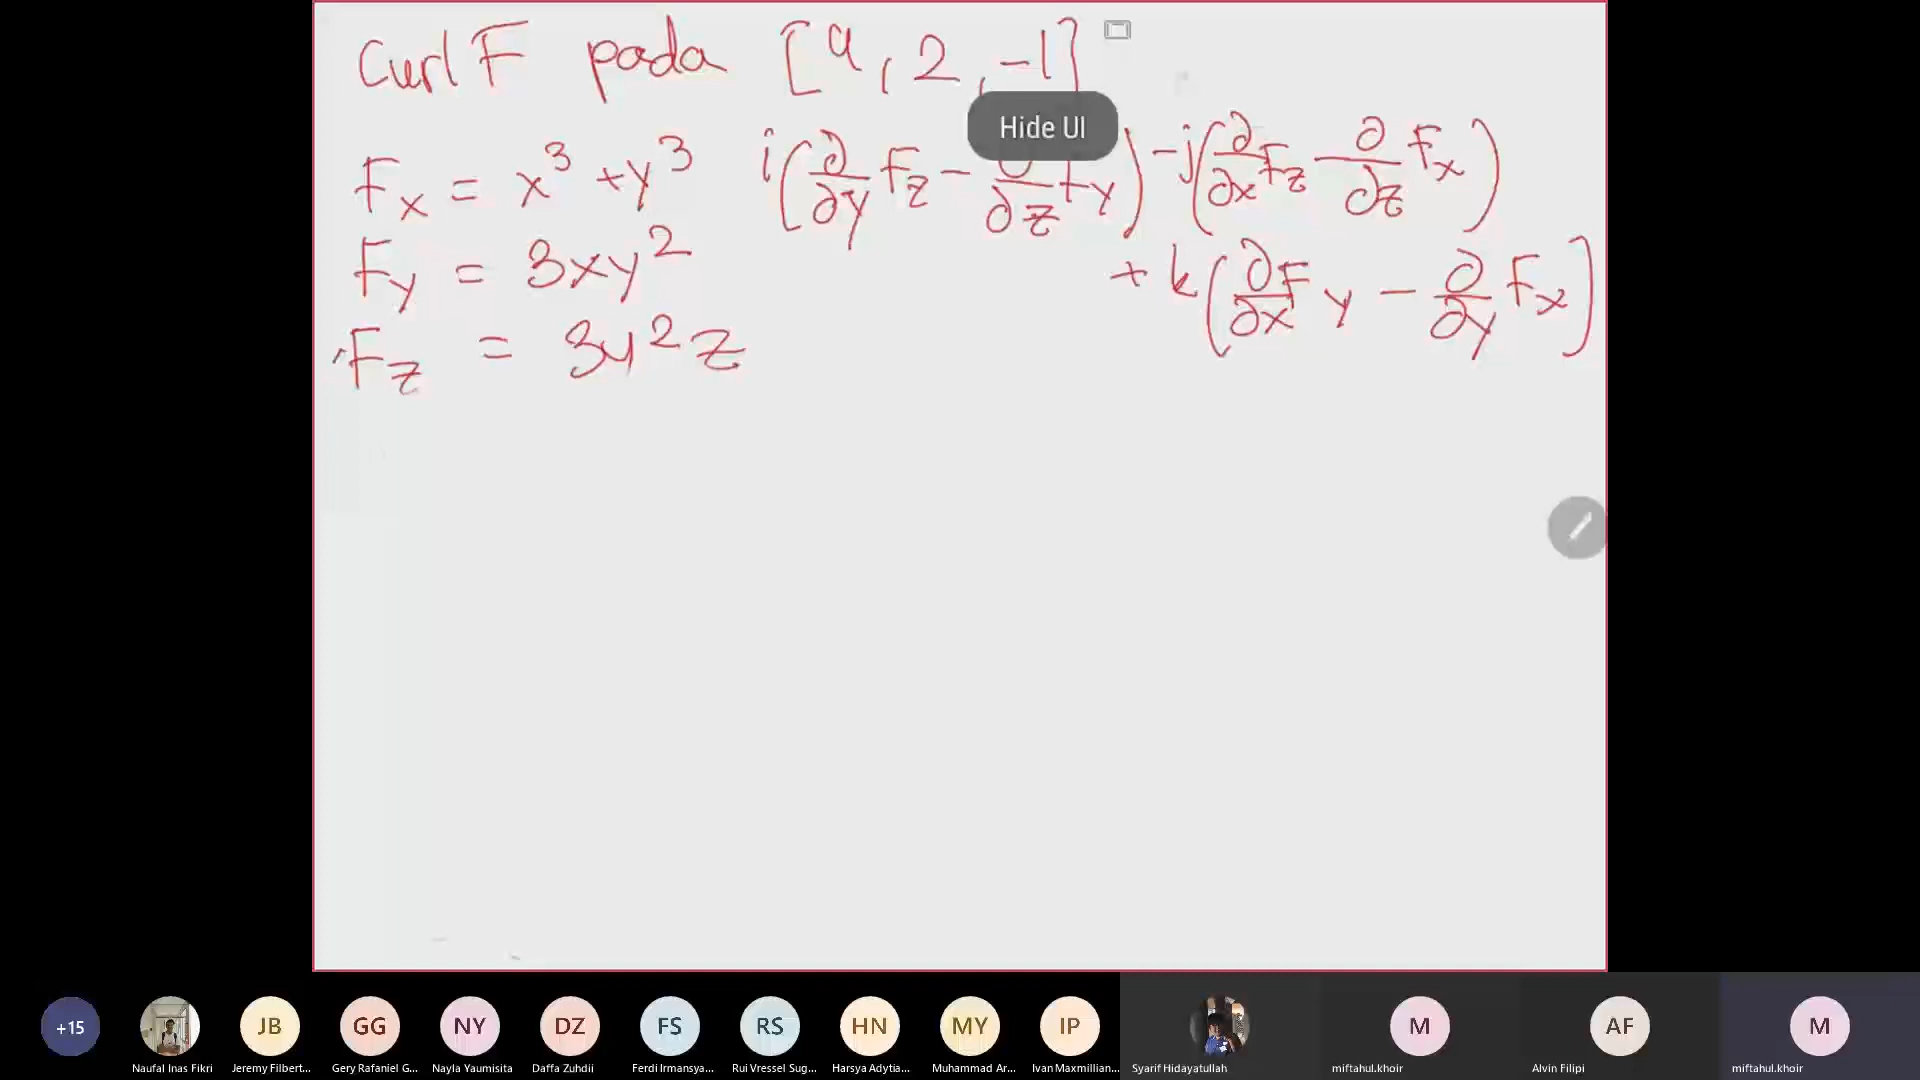 Curl F pada [4, 2, -1]
Hide UI
Fx = x³ + y³
i(∂/∂y Fz - ∂/∂z Fy) - j(∂/∂x Fz - ∂/∂z Fx)
Fy = 3xy²
+ k(∂/∂x Fy - ∂/∂y Fx)
Fz = 3y²z
+15
JB
GG
NY
DZ
FS
RS
HN
MY
IP
M
AF
M
Naufal Inas Fikri
Jeremy Filbert...
Gery Rafaniel G...
Nayla Yaumisita
Daffa Zuhdii
Ferdi Irmansya...
Rui Vressel Sug...
Harsya Adytia...
Muhammad Ar...
Ivan Maxmillian...
Syarif Hidayatullah
miftahul.khoir
Alvin Filipi
miftahul.khoir